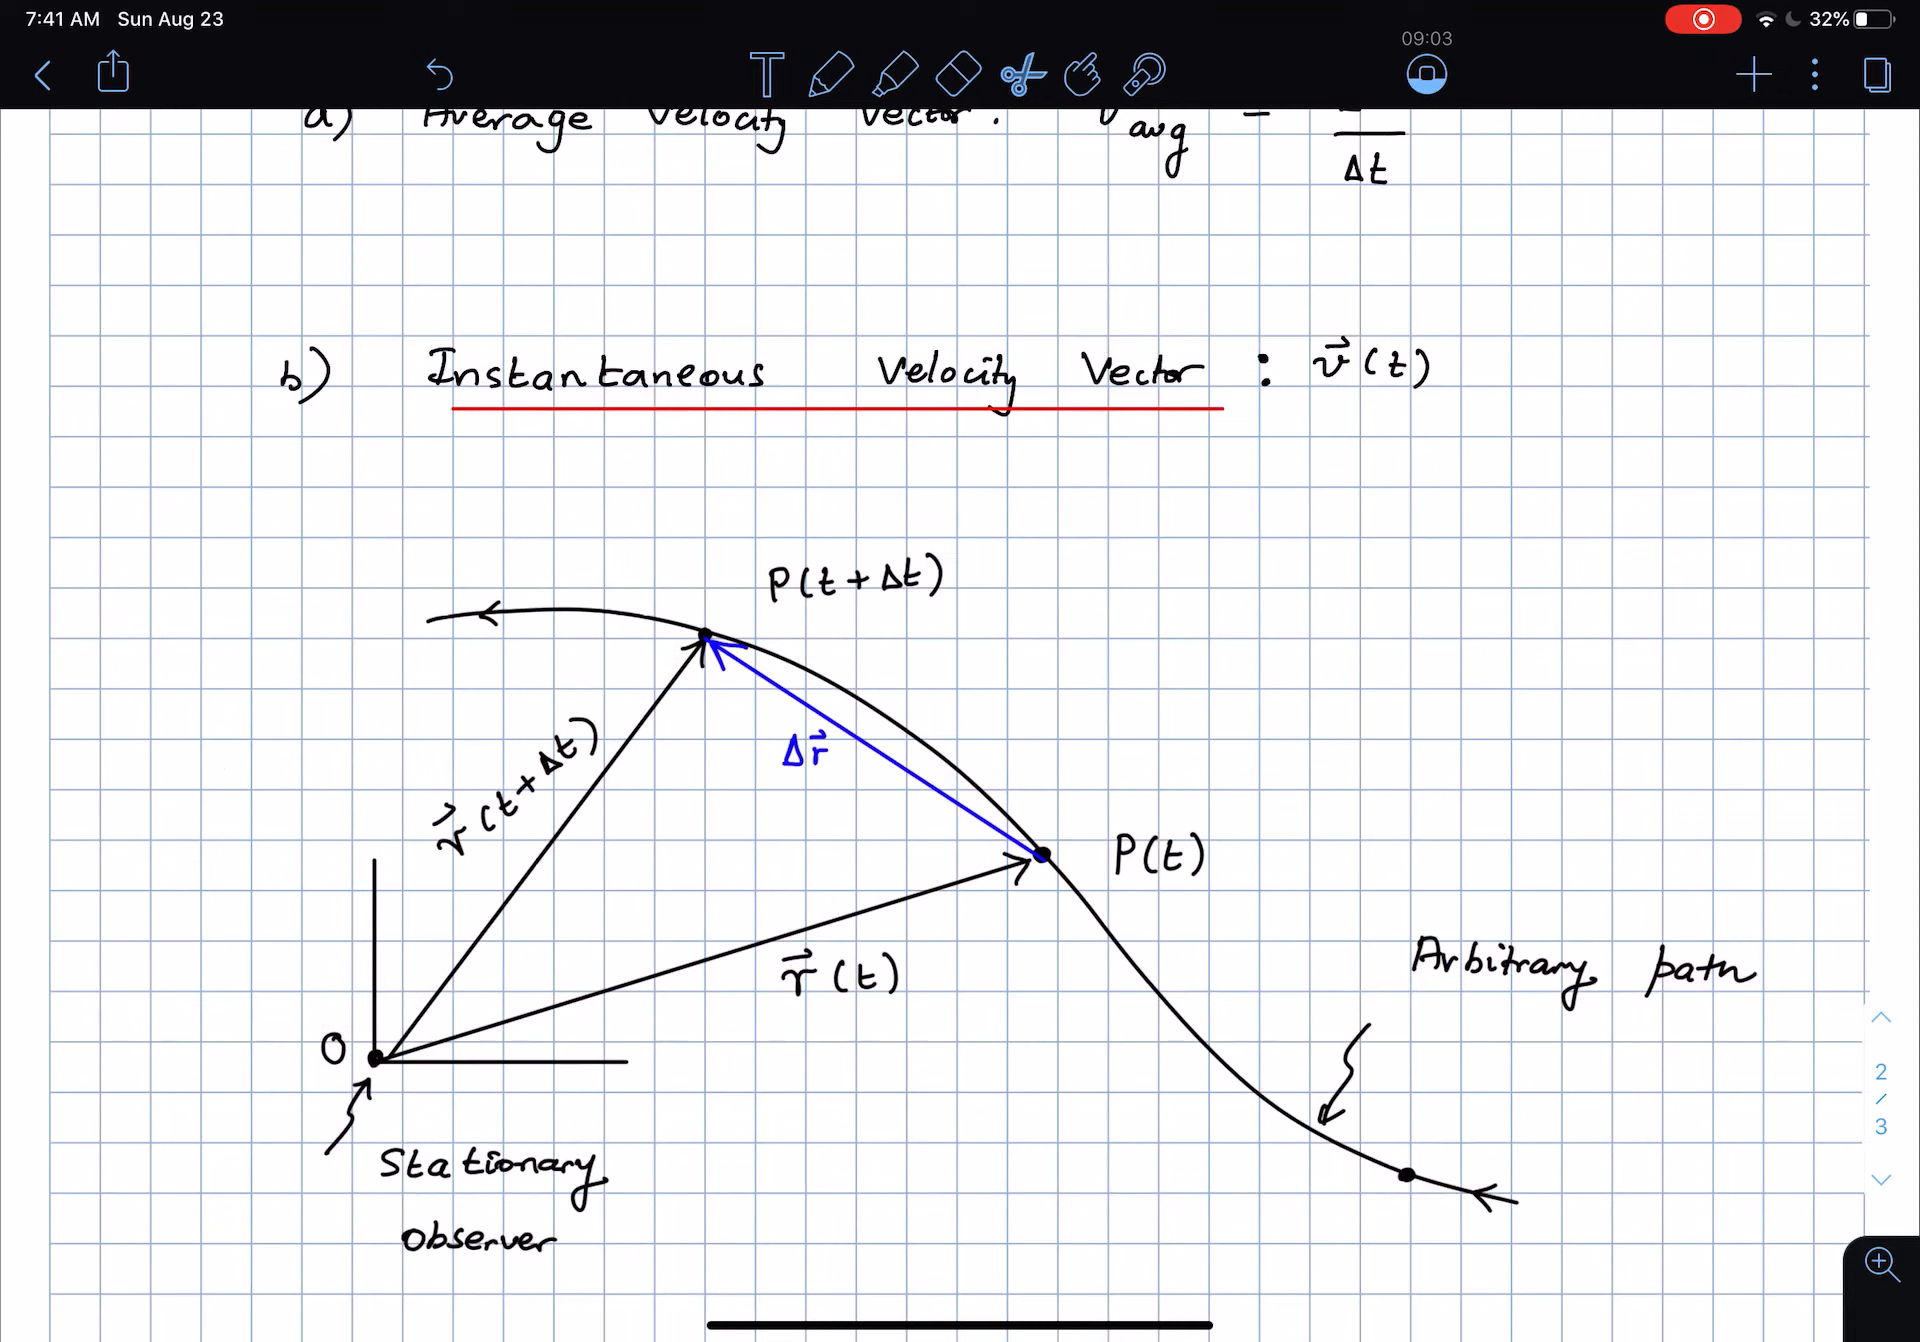 7:41 AM Sun Aug 23
32%
09:03
a) Average Velocity Vector : v⃗avg = — / Δt
b) Instantaneous Velocity Vector : v⃗(t)
P(t + Δt)
r⃗(t + Δt)
Δr⃗
P(t)
r⃗(t)
Arbitrary path
O
Stationary
observer
2
/
3